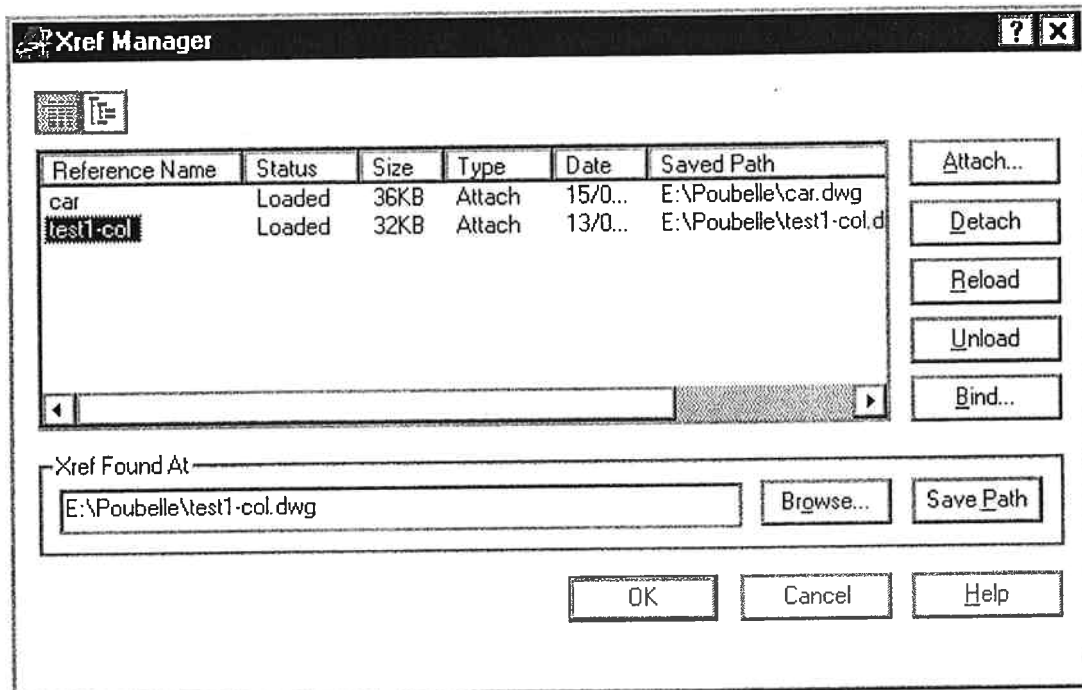 Xref Manager
Reference Name Status Size Type Date Saved Path
car Loaded 36KB Attach 15/0... E:\Poubelle\car.dwg
test1-col Loaded 32KB Attach 13/0... E:\Poubelle\test1-col.d
Attach...
Detach
Reload
Unload
Bind...
Xref Found At
E:\Poubelle\test1-col.dwg Browse... Save Path
OK Cancel Help